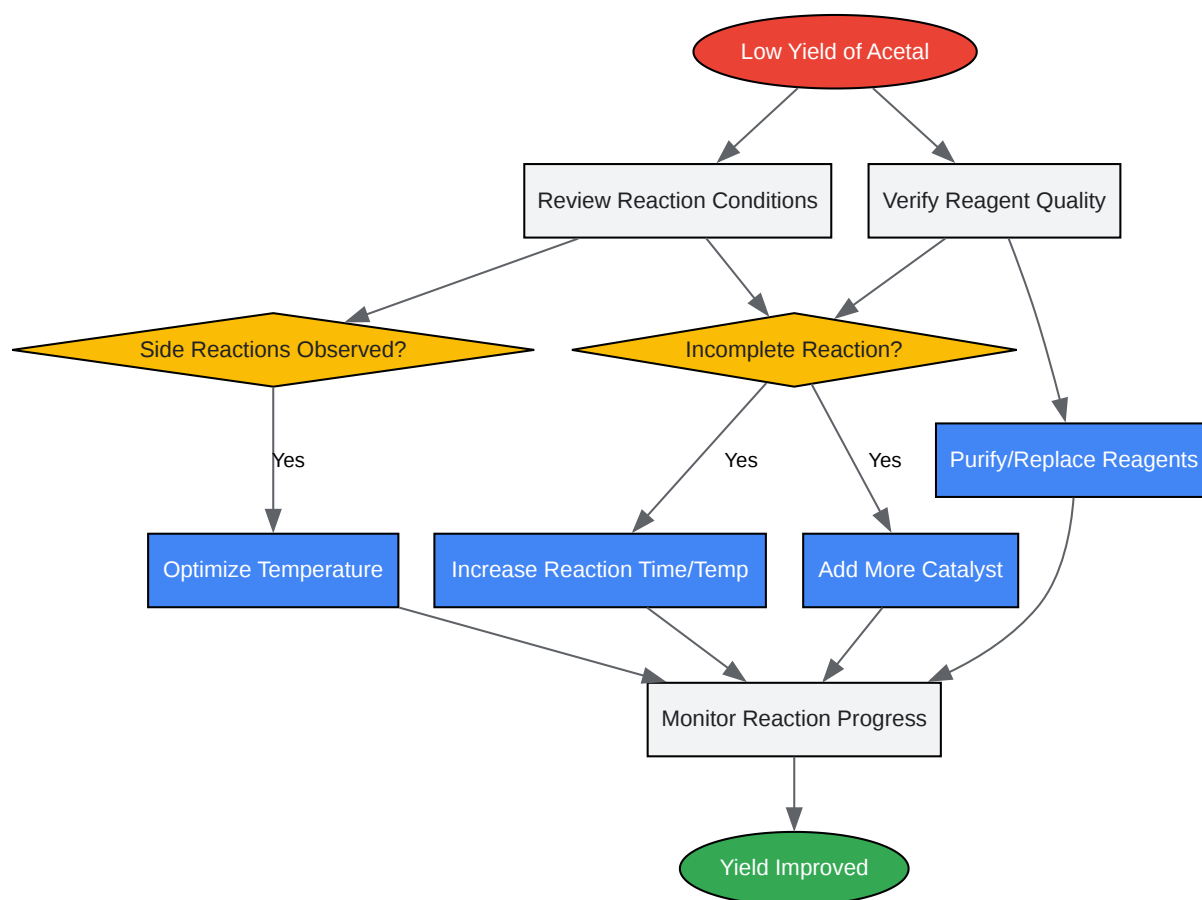 Low Yield of Acetal
Review Reaction Conditions
Verify Reagent Quality
Side Reactions Observed?
Incomplete Reaction?
Yes
Yes
Yes
Purify/Replace Reagents
Optimize Temperature
Increase Reaction Time/Temp
Add More Catalyst
Monitor Reaction Progress
Yield Improved